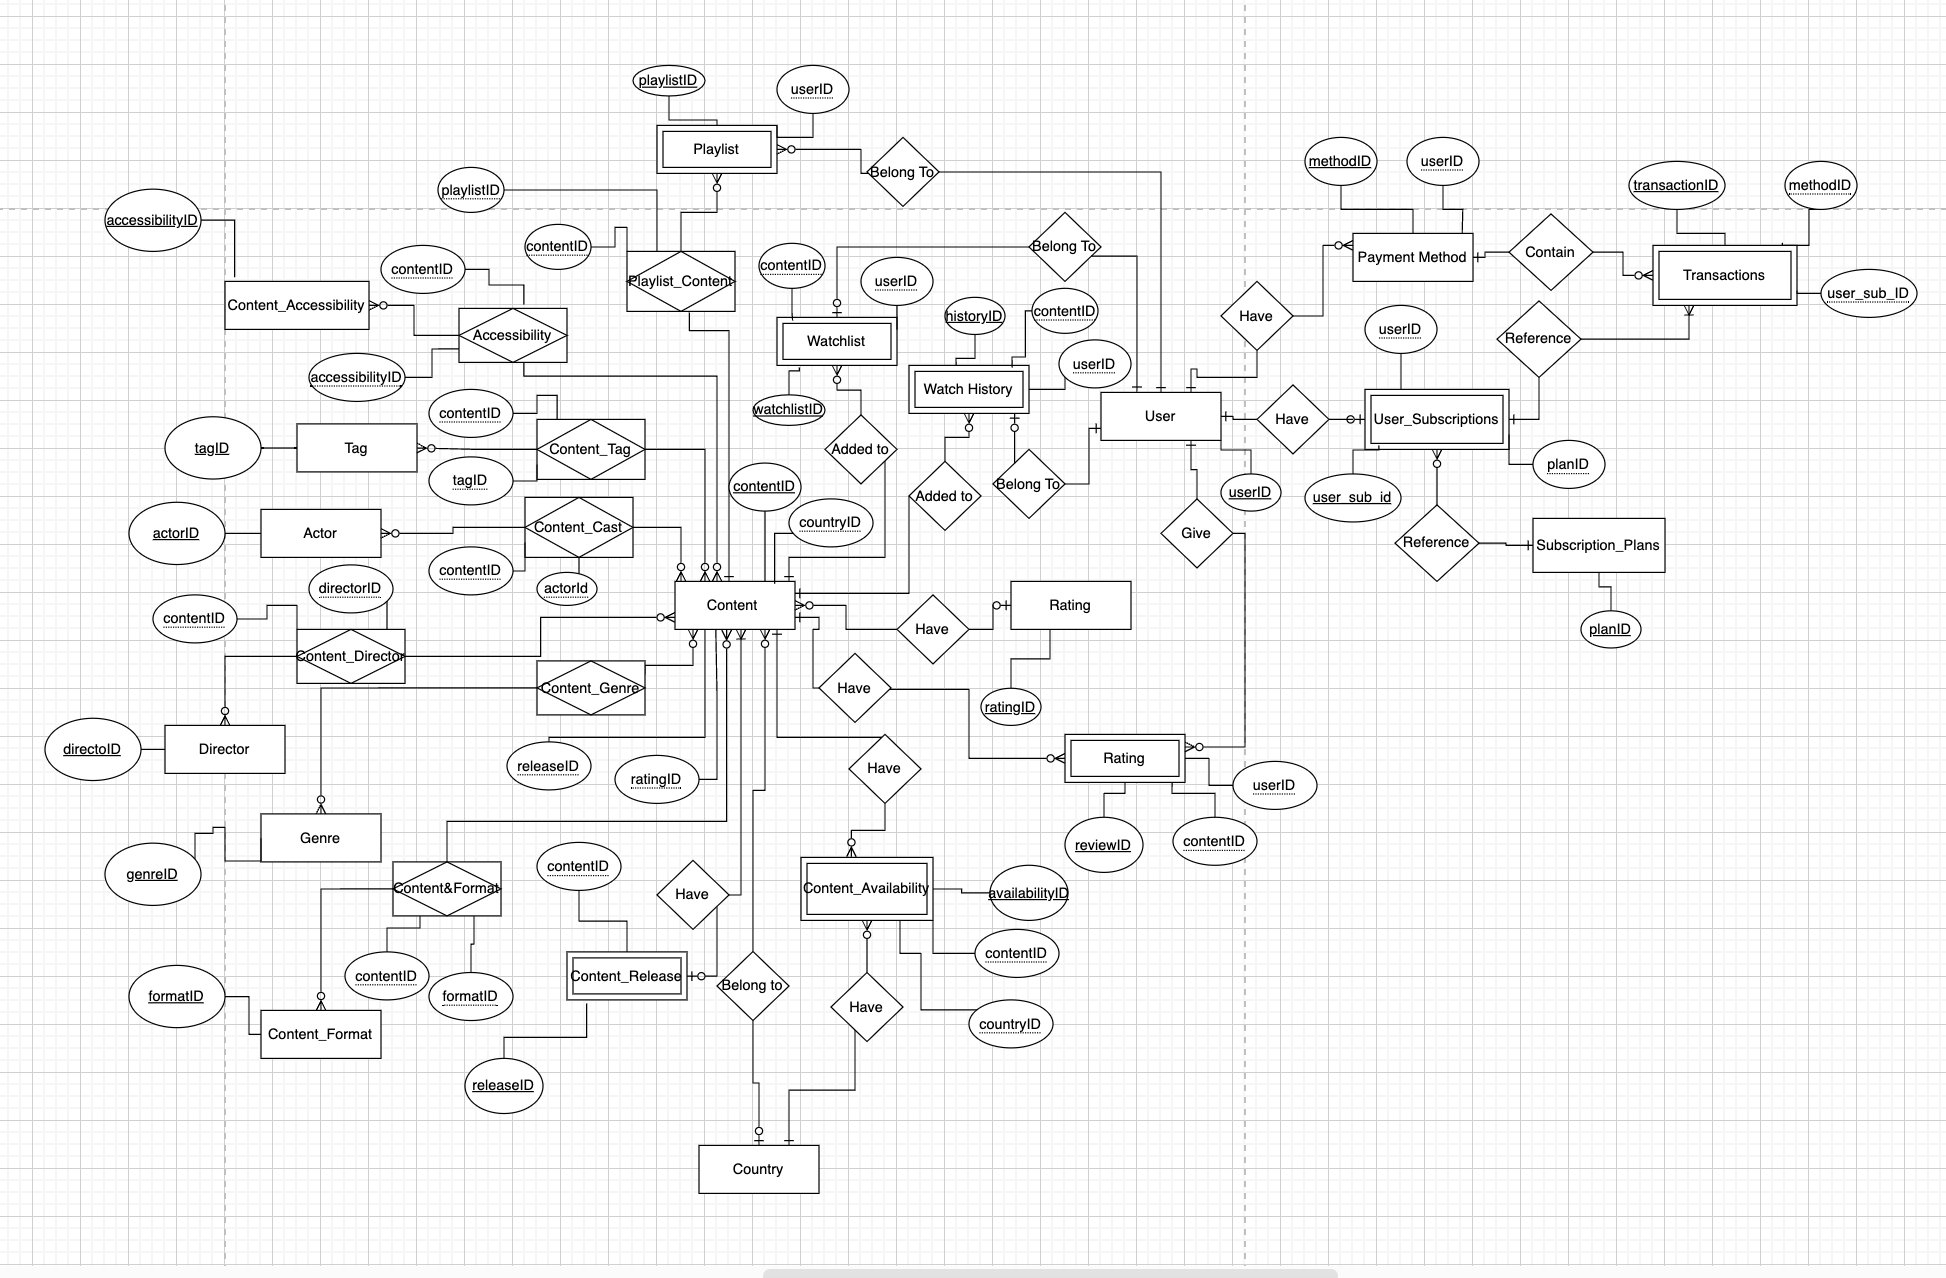 playlistID
userID
Playlist
Belong To
methodID
userID
transactionID
methodID
playlistID
accessibilityID
contentID
Belong To
contentID
contentID
userID
Playlist_Content
Payment Method
Contain
Transactions
user_sub_ID
Content_Accessibility
Accessibility
historyID
contentID
Have
userID
Reference
Watchlist
accessibilityID
userID
Watch History
contentID
watchlistID
User
Have
User_Subscriptions
tagID
Tag
Content_Tag
Added to
tagID
contentID
Added to
Belong To
userID
user_sub_id
planID
countryID
actorID
Actor
Content_Cast
Give
Reference
Subscription_Plans
contentID
actorId
directorID
contentID
Content
Have
Rating
planID
Content_Director
Content_Genre
Have
ratingID
directoID
Director
releaseID
ratingID
Have
Rating
userID
Genre
genreID
reviewID
contentID
Content&Format
contentID
Have
Content_Availability
availabilityID
contentID
contentID
formatID
formatID
Content_Release
Belong to
Have
countryID
Content_Format
releaseID
Country